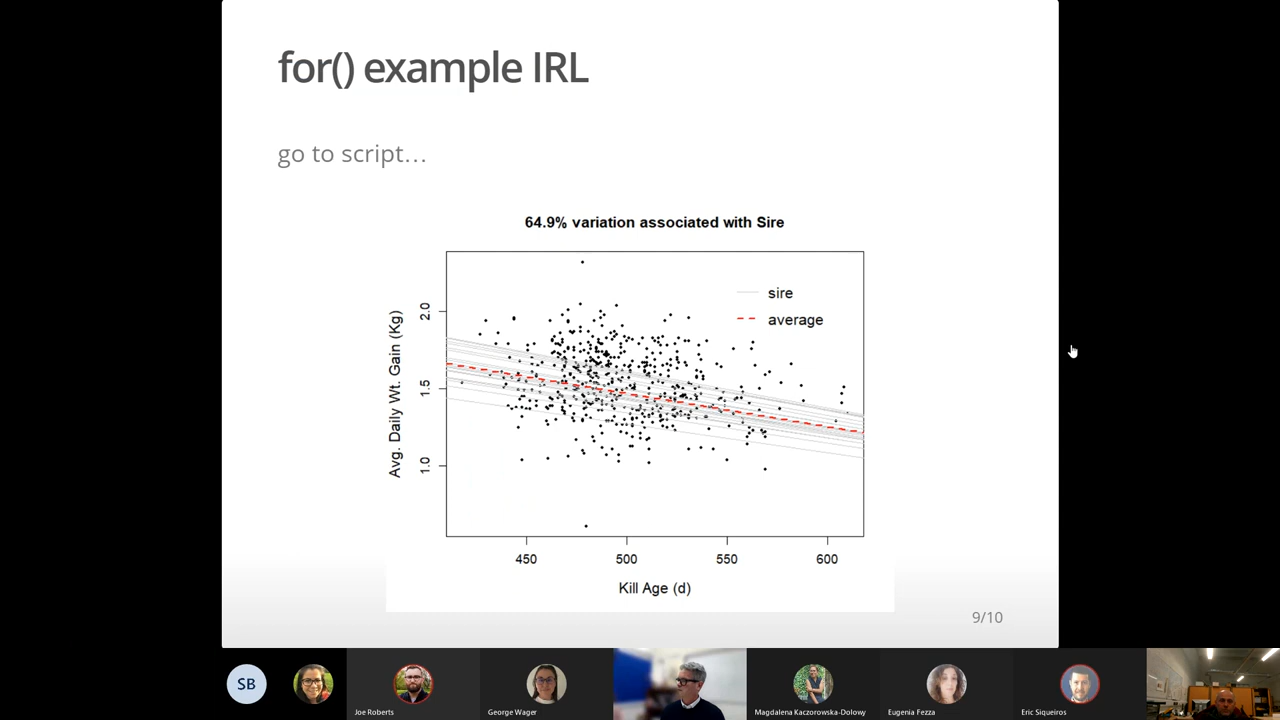 for() example IRL
go to script…
64.9% variation associated with Sire
sire
average
Avg. Daily Wt. Gain (Kg)
2.0
1.5
1.0
450 500 550 600
Kill Age (d)
9/10
SB
Joe Roberts
George Wager
Magdalena Kaczorowska-Dolowy
Eugenia Fezza
Eric Siqueiros